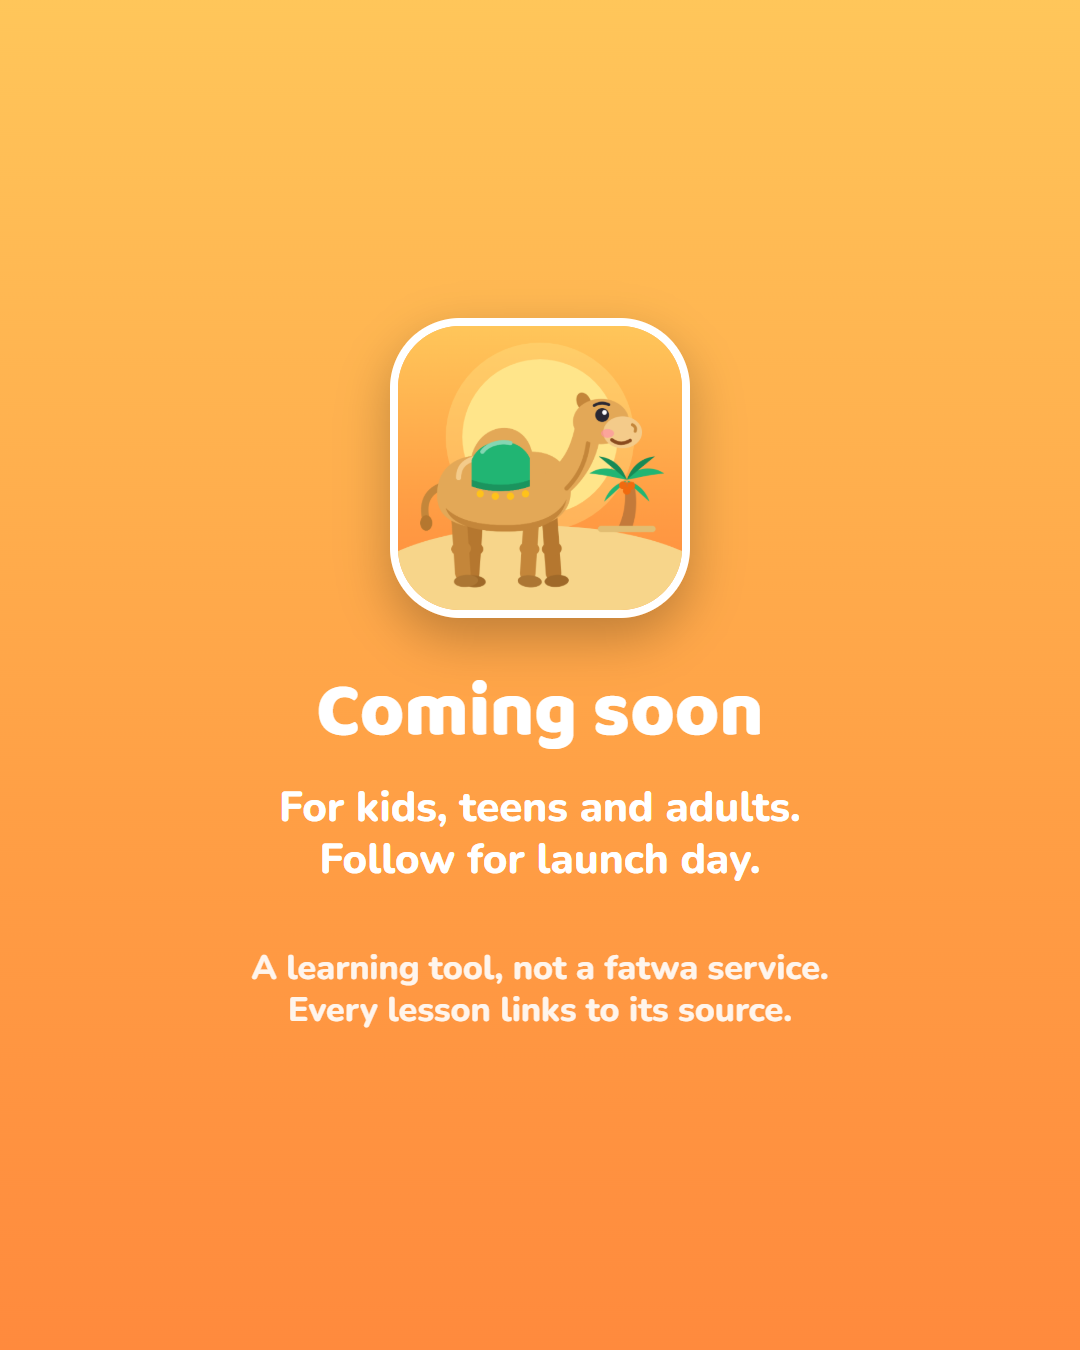 Coming soon
For kids, teens and adults.
Follow for launch day.
A learning tool, not a fatwa service.
Every lesson links to its source.